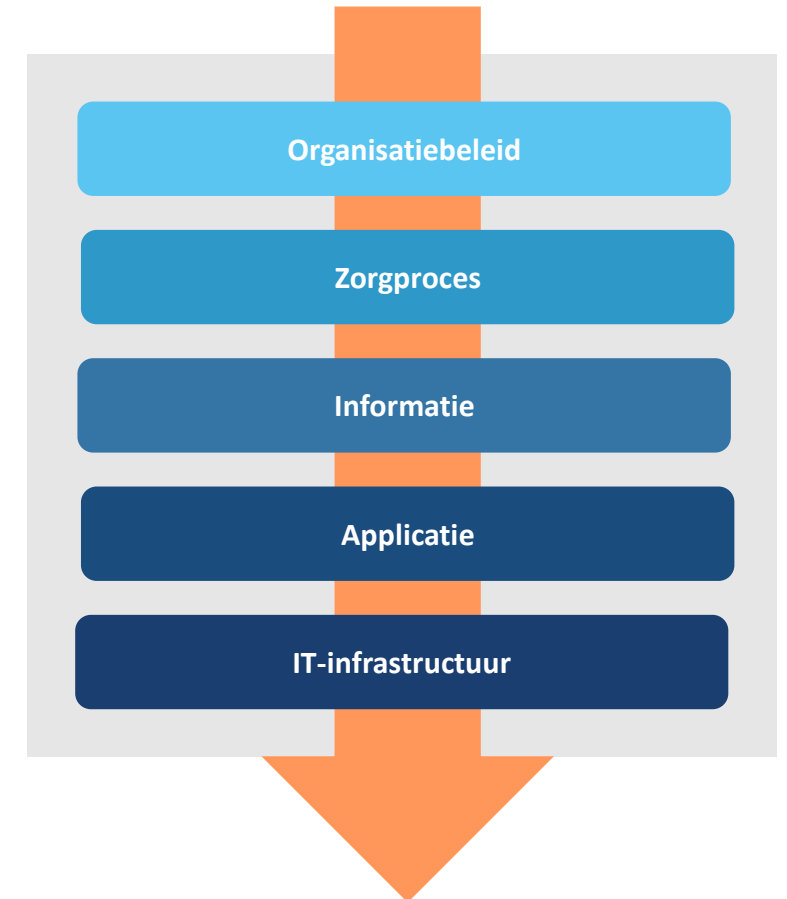 Organisatiebeleid
Zorgproces
Informatie
Applicatie
IT-infrastructuur